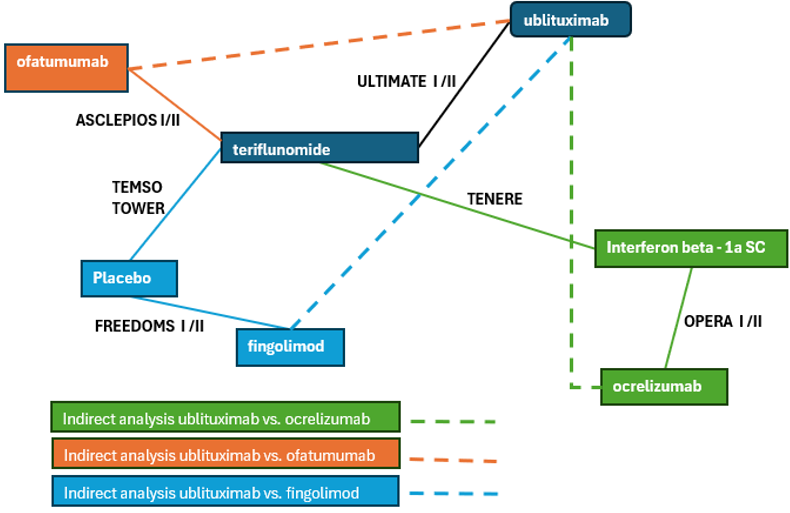 ublituximab
ofatumumab
ULTIMATE I /II
ASCLEPIOS I/II
teriflunomide
TEMSO
TOWER
TENERE
Interferon beta - 1a SC
Placebo
FREEDOMS I /II
OPERA I /II
fingolimod
ocrelizumab
Indirect analysis ublituximab vs. ocrelizumab
Indirect analysis ublituximab vs. ofatumumab
Indirect analysis ublituximab vs. fingolimod